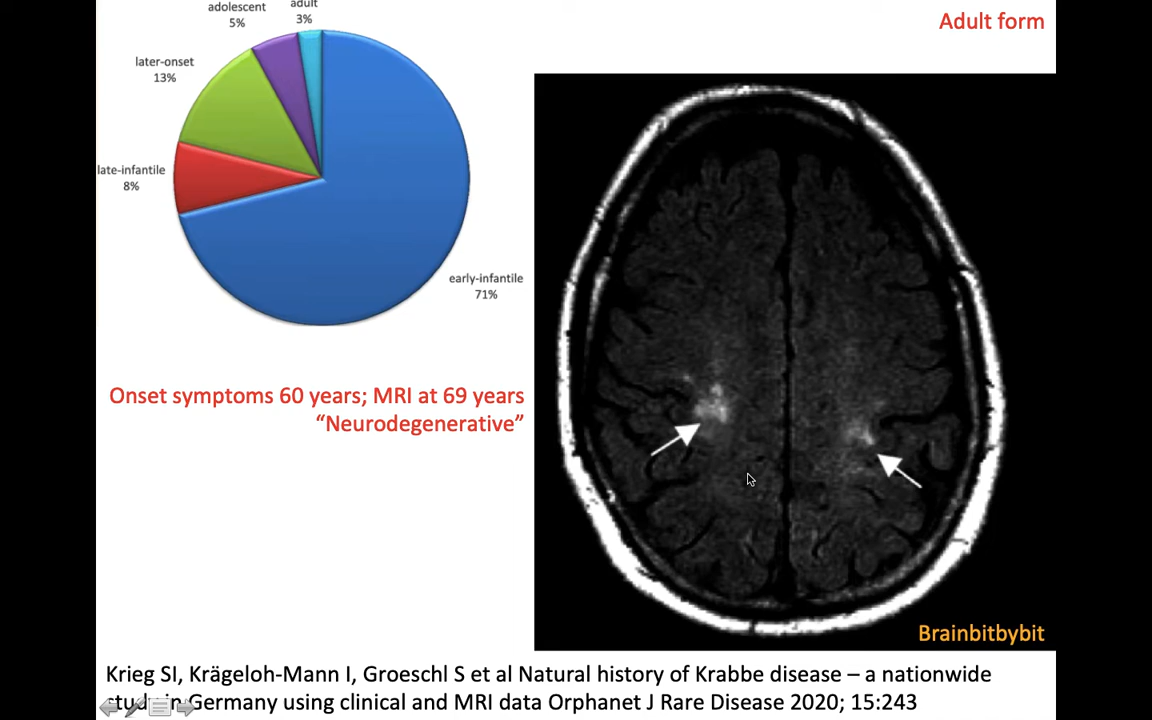 adolescent
5%
adult
3%
Adult form
later-onset
13%
late-infantile
8%
early-infantile
71%
Onset symptoms 60 years; MRI at 69 years
“Neurodegenerative”
Brainbitbybit
Krieg SI, Krägeloh-Mann I, Groeschl S et al Natural history of Krabbe disease – a nationwide
study in Germany using clinical and MRI data Orphanet J Rare Disease 2020; 15:243